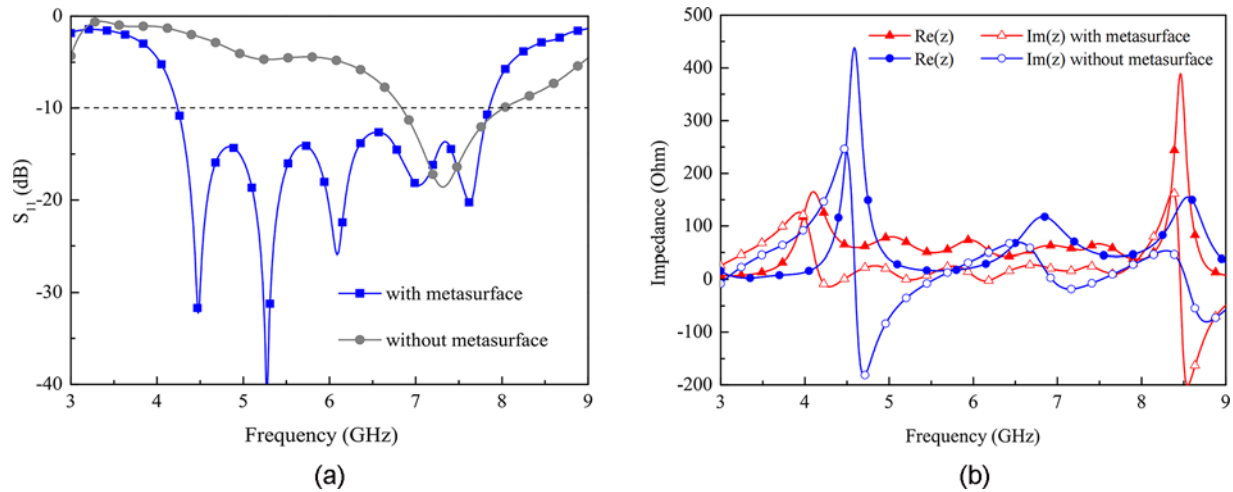 0
-10
-20
-30
-40
S11 (dB)
with metasurface
without metasurface
3 4 5 6 7 8 9
Frequency (GHz)
(a)
500
400
300
200
100
0
-100
-200
Impedance (Ohm)
Re(z) Im(z) with metasurface
Re(z) Im(z) without metasurface
3 4 5 6 7 8 9
Frequency (GHz)
(b)